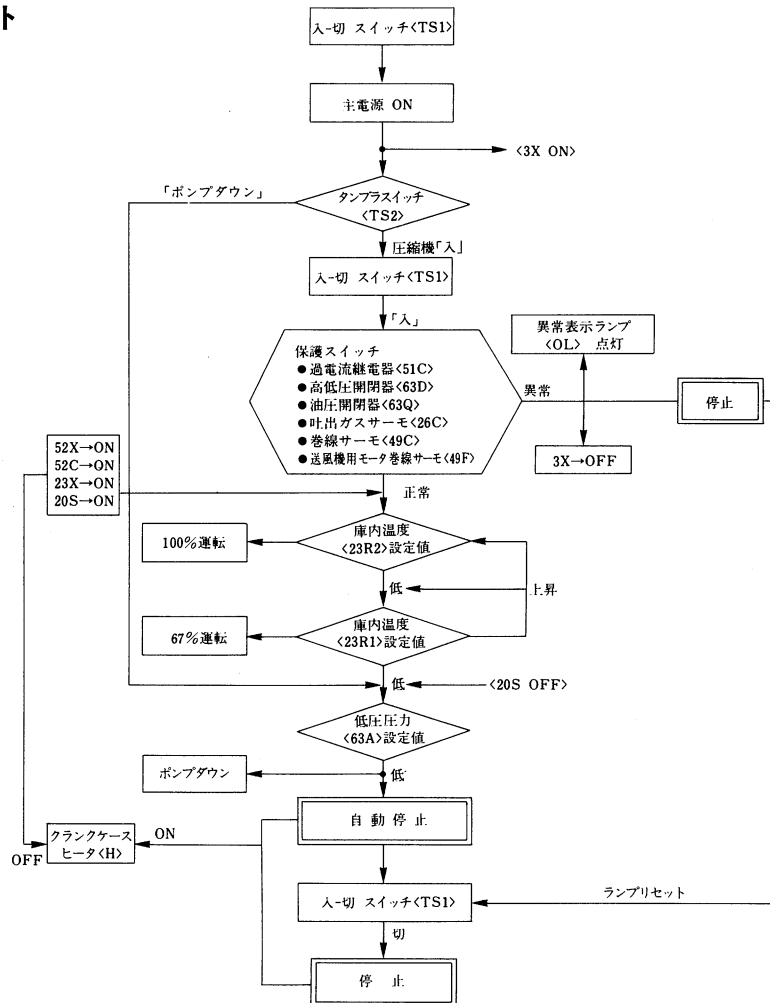 ト
入-切 スイッチ<TS1>
主電源 ON
<3X ON>
「ポンプダウン」
タンブラスイッチ
<TS2>
圧縮機「入」
入-切 スイッチ<TS1>
「入」
異常表示ランプ
<OL> 点灯
保護スイッチ
●過電流継電器<51C>
●高低圧開閉器<63D>
●油圧開閉器<63Q>
●吐出ガスサーモ<26C>
●巻線サーモ<49C>
●送風機用モータ巻線サーモ<49F>
異常
停止
3X→OFF
52X→ON
52C→ON
23X→ON
20S→ON
正常
100%運転
庫内温度
<23R2>設定値
低
上昇
67%運転
庫内温度
<23R1>設定値
低
<20S OFF>
低圧圧力
<63A>設定値
ポンプダウン
低
自動停止
クランクケース
ヒータ<H>
ON
OFF
入-切 スイッチ<TS1>
ランプリセット
切
停止